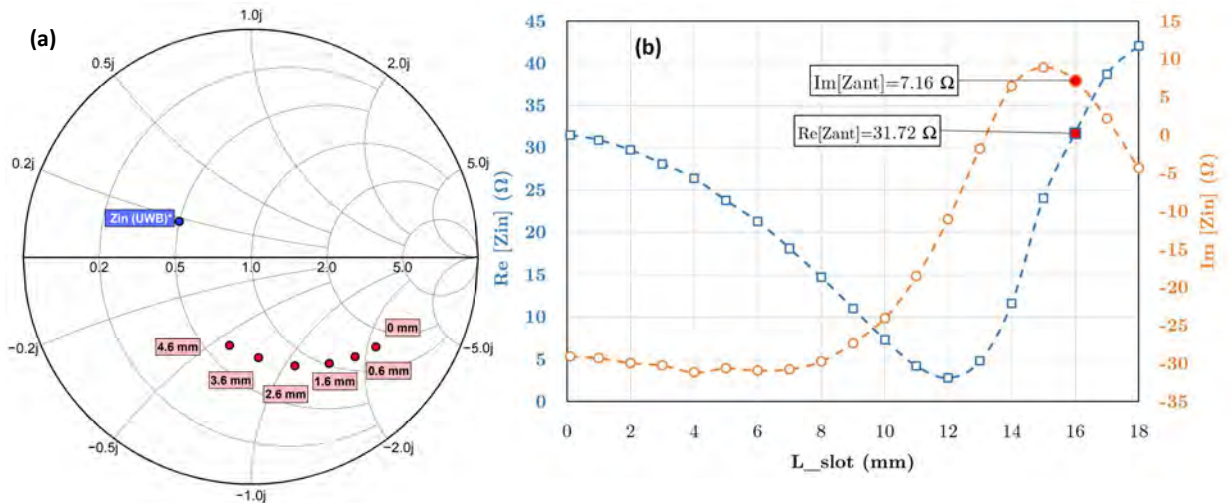 (a)
1.0j
0.5j
2.0j
0.2j
5.0j
Zin (UWB)*
0.2 0.5 1.0 2.0 5.0
0 mm
4.6 mm
3.6 mm
2.6 mm
1.6 mm
0.6 mm
−0.2j
−5.0j
−0.5j
−2.0j
−1.0j
(b)
Re [Zin] (Ω)
45
40
35
30
25
20
15
10
5
0
Im[Zant]=7.16 Ω
Re[Zant]=31.72 Ω
15
10
5
0
-5
-10
-15
-20
-25
-30
-35
Im [Zin] (Ω)
0 2 4 6 8 10 12 14 16 18
L_slot (mm)